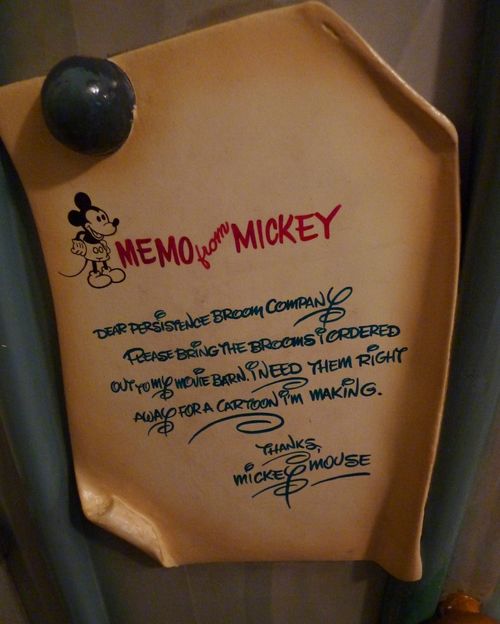 MEMO from MICKEY
DEAR PERSISTENCE BROOM COMPANY
PLEASE BRING THE BROOMS I ORDERED
OUT TO MY MOVIE BARN. I NEED THEM RIGHT
AWAY FOR A CARTOON I'M MAKING.
THANKS,
MICKEY MOUSE